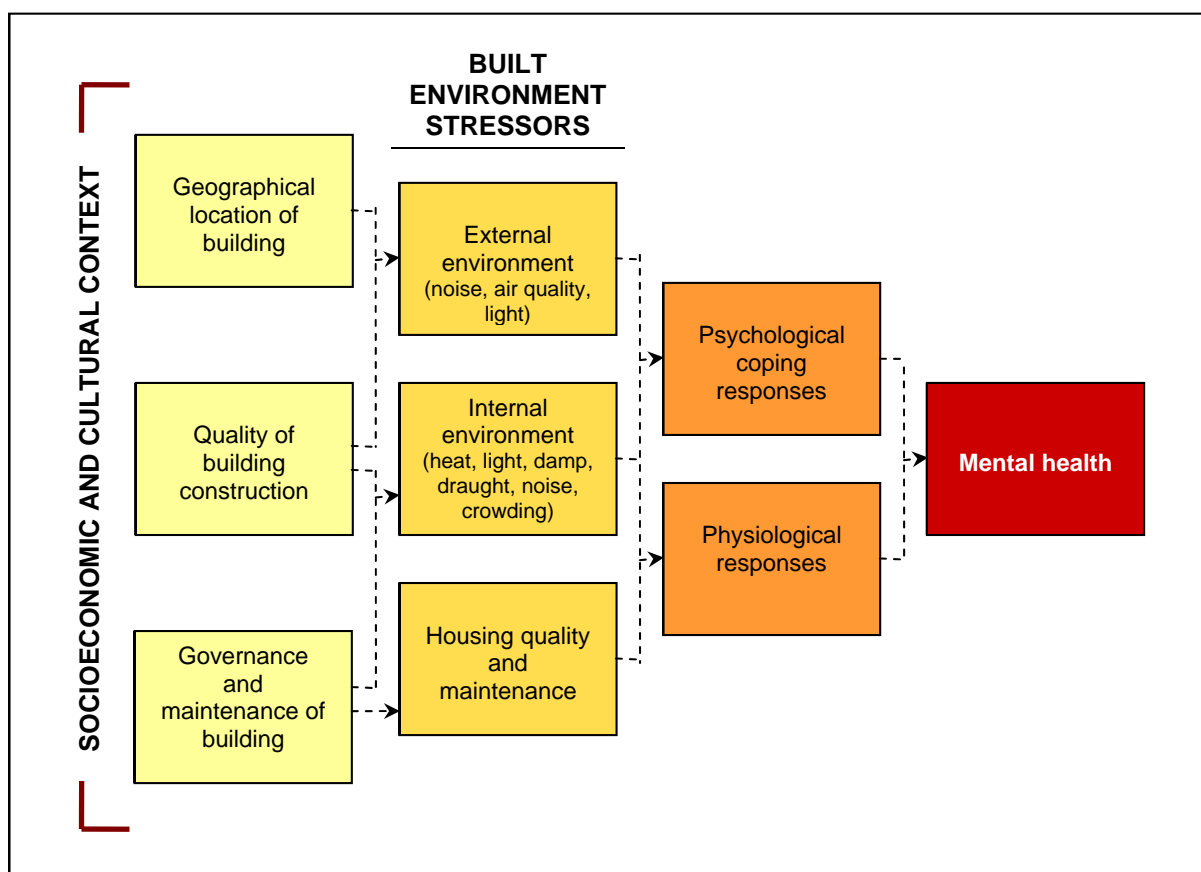 SOCIOECONOMIC AND CULTURAL CONTEXT
BUILT
ENVIRONMENT
STRESSORS
Geographical
location of
building
Quality of
building
construction
Governance
and
maintenance of
building
External
environment
(noise, air quality,
light)
Internal
environment
(heat, light, damp,
draught, noise,
crowding)
Housing quality
and
maintenance
Psychological
coping
responses
Physiological
responses
Mental health